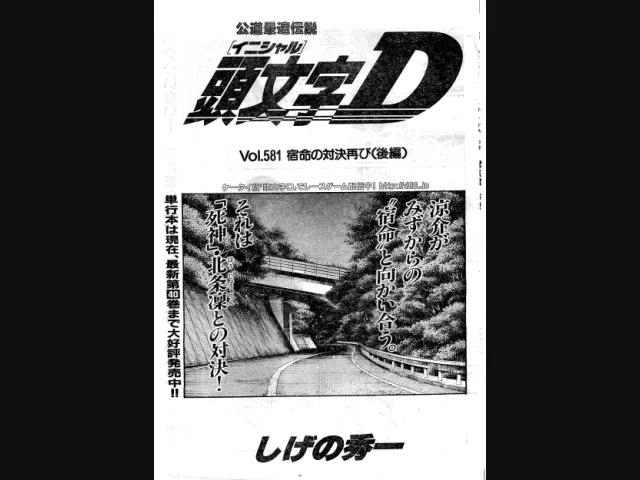 公道最速伝説
[イニシャル]
頭文字D
Vol.581 宿命の対決再び(後編)
涼介が
みずからの
〝宿命〟と向かい合う。
それは
「死神」・北条凜との対決!
単行本は現在、最新第40巻まで大好評発売中!!
しげの秀一